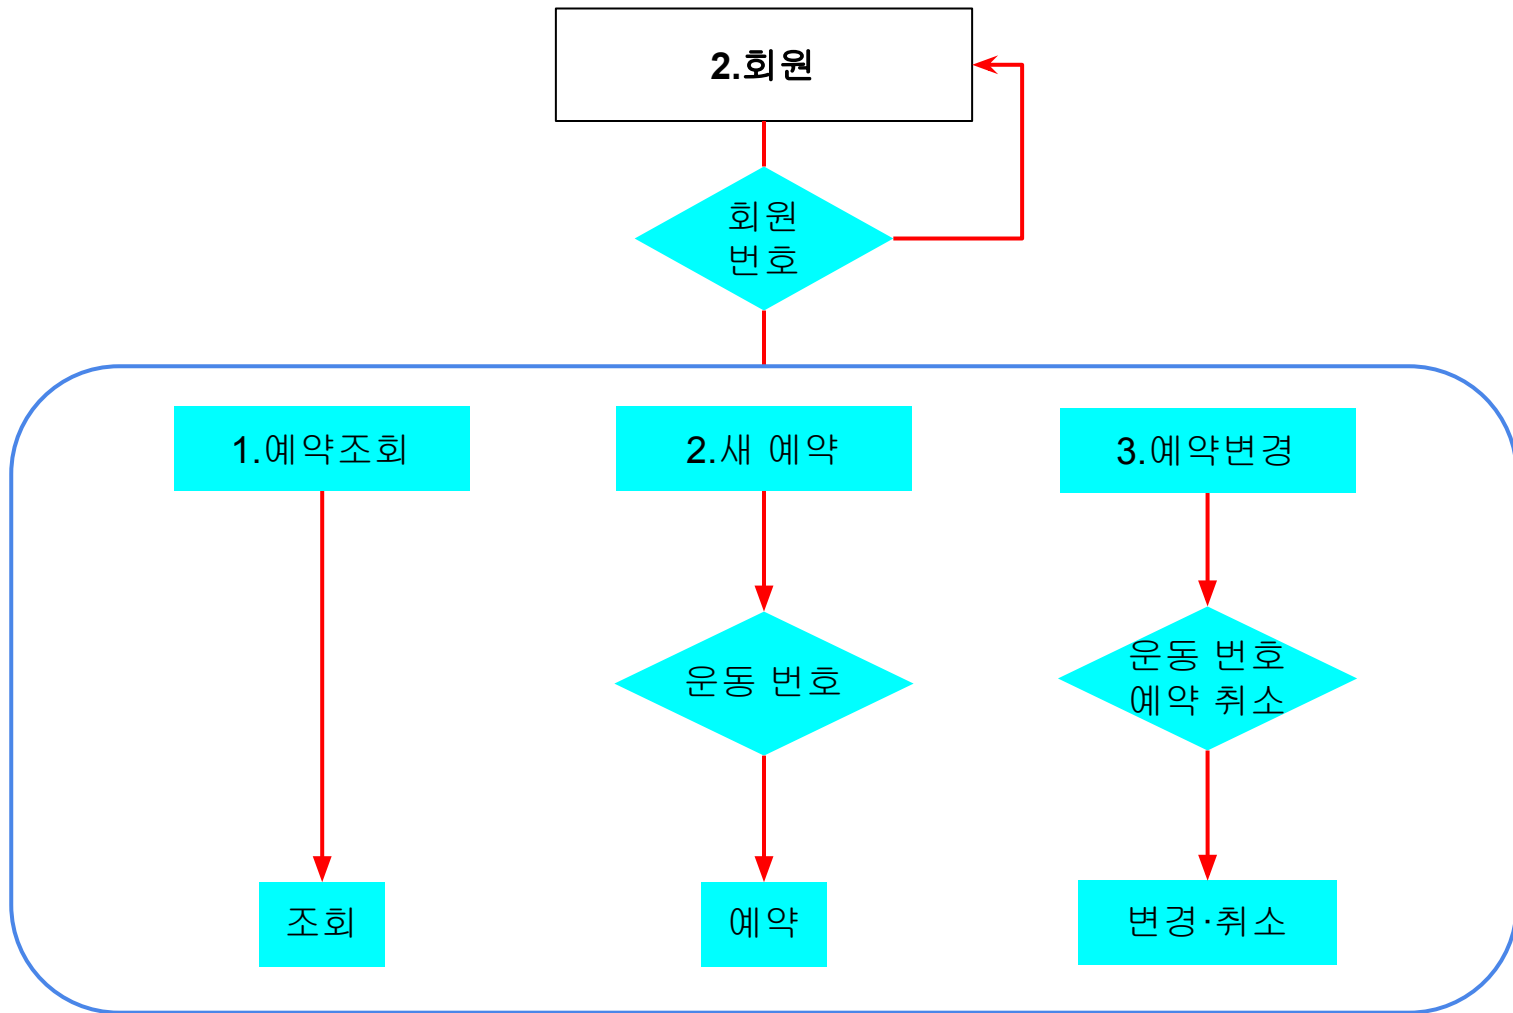 2.회원
회원
번호
1.예약조회
2.새 예약
3.예약변경
운동 번호
운동 번호
예약 취소
조회
예약
변경·취소